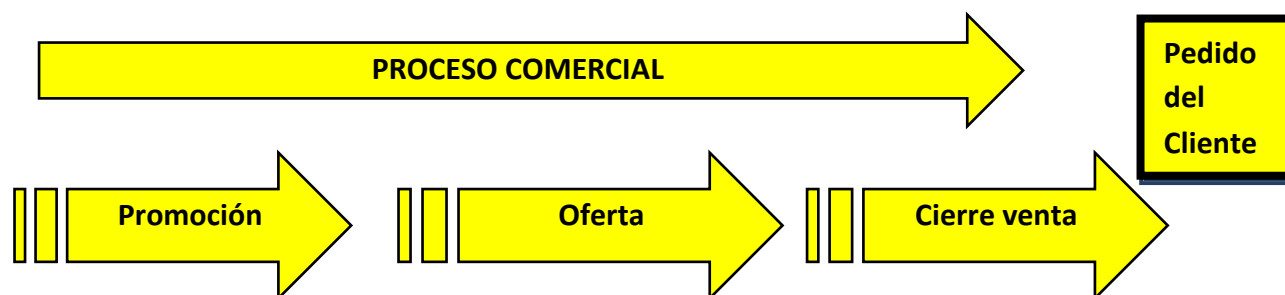 PROCESO COMERCIAL
Pedido
del
Cliente
Promoción
Oferta
Cierre venta